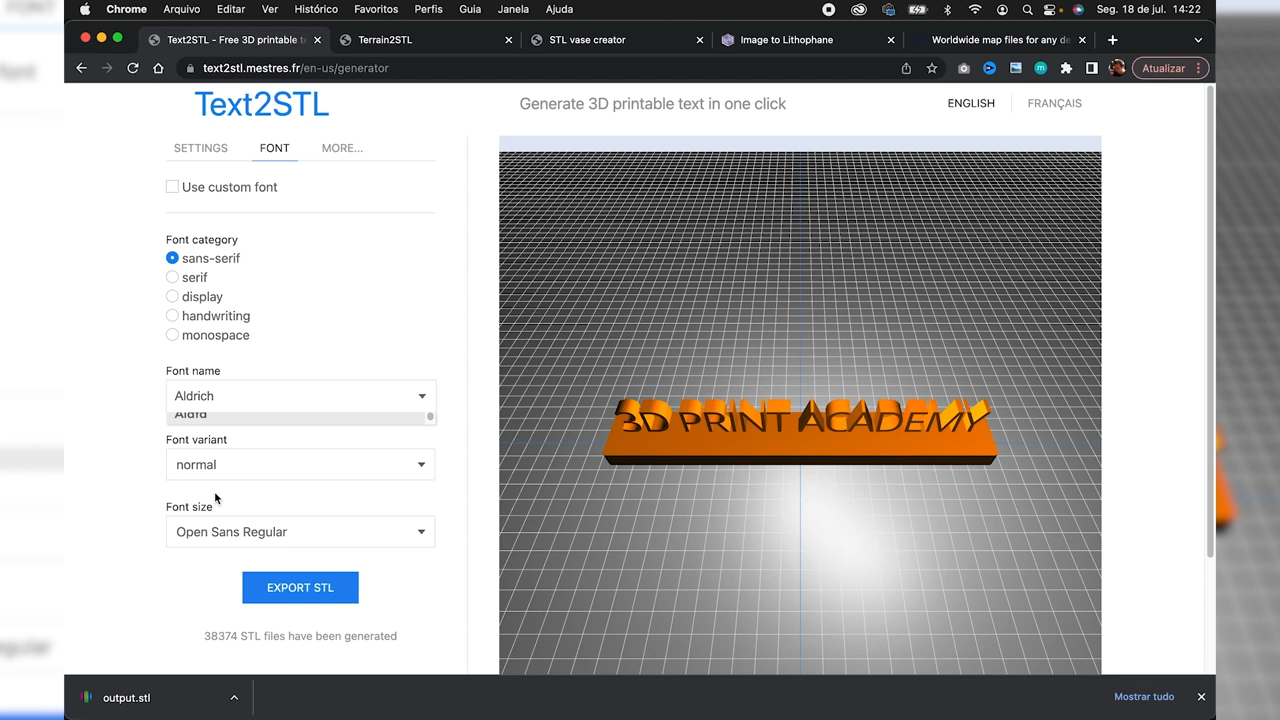 Chrome Arquivo Editar Ver Histórico Favoritos Perfis Guia Janela Ajuda Seg. 18 de jul. 14:22
Text2STL - Free 3D printable te Terrain2STL STL vase creator Image to Lithophane Worldwide map files for any de
text2stl.mestres.fr/en-us/generator Atualizar
Text2STL Generate 3D printable text in one click ENGLISH FRANÇAIS
SETTINGS FONT MORE...
Use custom font
Font category
sans-serif
serif
display
handwriting
monospace
Font name
Aldrich
Font variant
normal
Font size
Open Sans Regular
EXPORT STL
38374 STL files have been generated
3D PRINT ACADEMY
output.stl Mostrar tudo